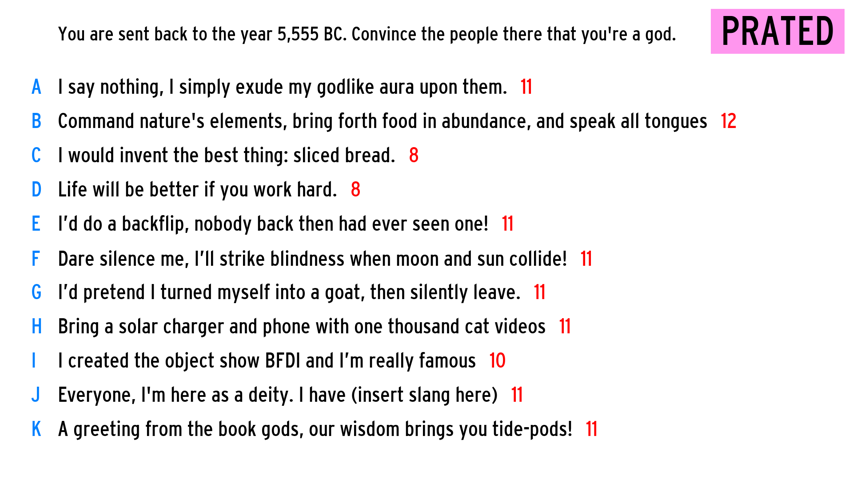 You are sent back to the year 5,555 BC. Convince the people there that you're a god. PRATED
A I say nothing, I simply exude my godlike aura upon them. 11
B Command nature's elements, bring forth food in abundance, and speak all tongues 12
C I would invent the best thing: sliced bread. 8
D Life will be better if you work hard. 8
E I’d do a backflip, nobody back then had ever seen one! 11
F Dare silence me, I’ll strike blindness when moon and sun collide! 11
G I’d pretend I turned myself into a goat, then silently leave. 11
H Bring a solar charger and phone with one thousand cat videos 11
I I created the object show BFDI and I’m really famous 10
J Everyone, I'm here as a deity. I have (insert slang here) 11
K A greeting from the book gods, our wisdom brings you tide-pods! 11